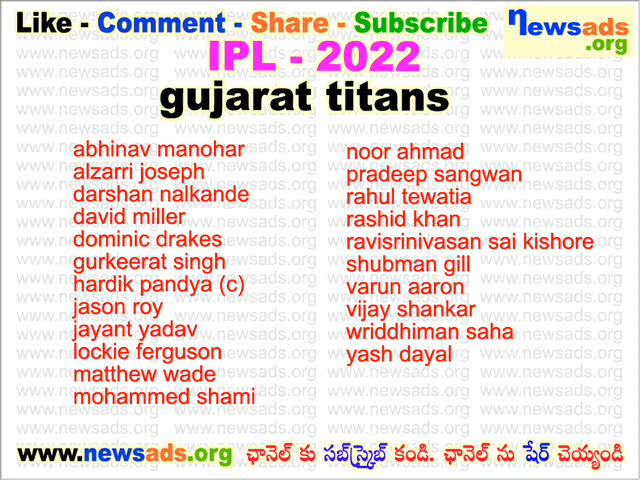 Like - Comment - Share - Subscribe
newsads
.org
IPL - 2022
gujarat titans
abhinav manohar
alzarri joseph
darshan nalkande
david miller
dominic drakes
gurkeerat singh
hardik pandya (c)
jason roy
jayant yadav
lockie ferguson
matthew wade
mohammed shami
noor ahmad
pradeep sangwan
rahul tewatia
rashid khan
ravisrinivasan sai kishore
shubman gill
varun aaron
vijay shankar
wriddhiman saha
yash dayal
www.newsads.org ఛానెల్ కు సబ్‌స్క్రైబ్ కండి. ఛానెల్ ను షేర్ చెయ్యండి